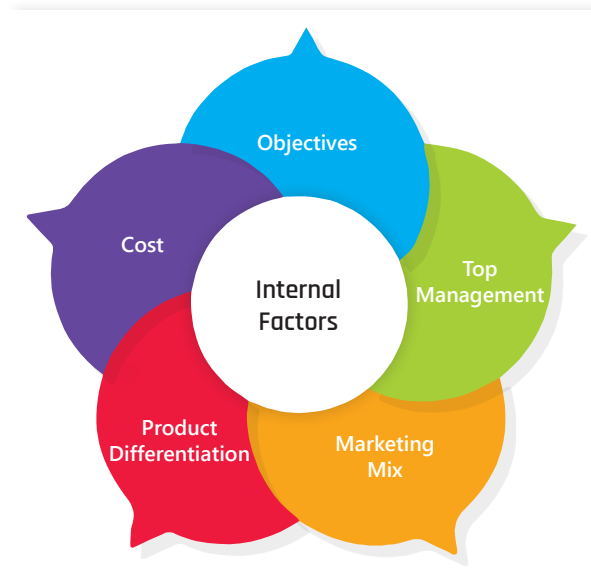 Objectives
Top
Management
Marketing
Mix
Product
Differentiation
Cost
Internal
Factors